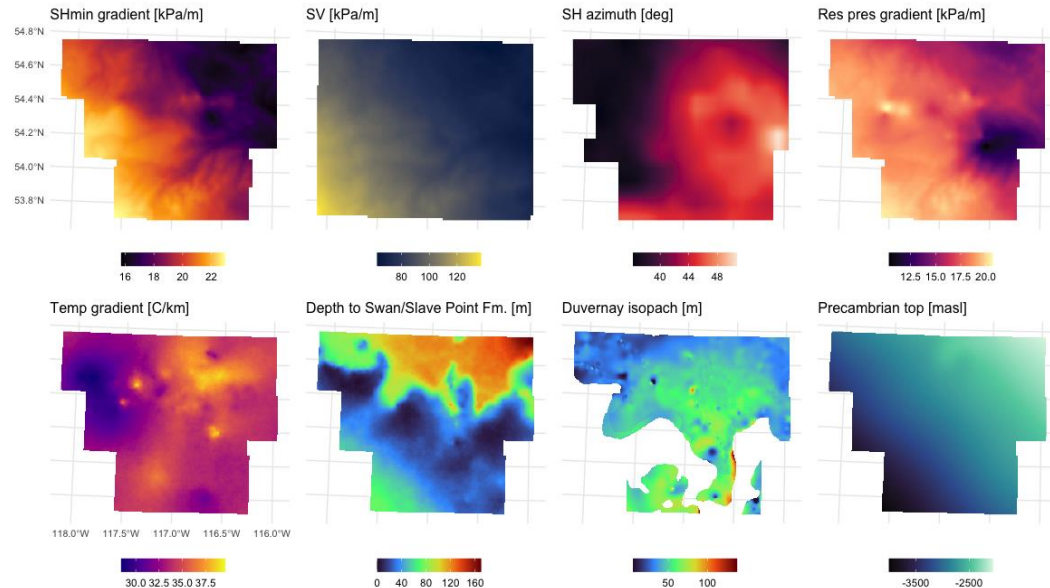 SHmin gradient [kPa/m]
SV [kPa/m]
SH azimuth [deg]
Res pres gradient [kPa/m]
54.8°N
54.6°N
54.4°N
54.2°N
54.0°N
53.8°N
16 18 20 22
80 100 120
40 44 48
12.5 15.0 17.5 20.0
Temp gradient [C/km]
Depth to Swan/Slave Point Fm. [m]
Duvernay isopach [m]
Precambrian top [masl]
118.0°W 117.5°W 117.0°W 116.5°W 116.0°W
30.0 32.5 35.0 37.5
0 40 80 120 160
50 100
-3500 -2500